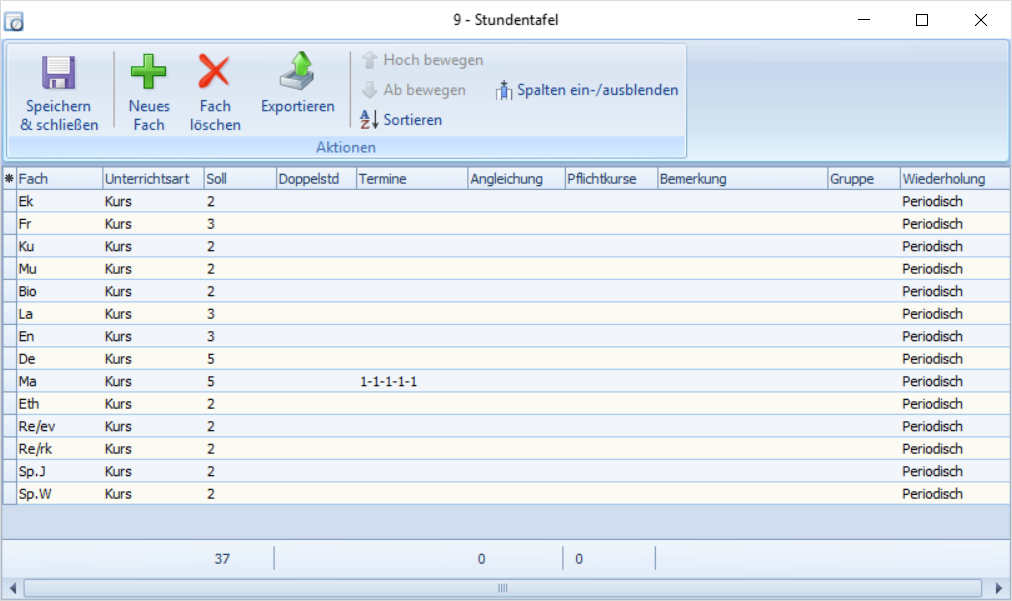 9 - Stundentafel
Speichern
& schließen
Neues
Fach
Fach
löschen
Exportieren
Hoch bewegen
Ab bewegen
Sortieren
Spalten ein-/ausblenden
Aktionen
Fach Unterrichtsart Soll Doppelstd Termine Angleichung Pflichtkurse Bemerkung Gruppe Wiederholung
Ek Kurs 2 Periodisch
Fr Kurs 3 Periodisch
Ku Kurs 2 Periodisch
Mu Kurs 2 Periodisch
Bio Kurs 2 Periodisch
La Kurs 3 Periodisch
En Kurs 3 Periodisch
De Kurs 5 Periodisch
Ma Kurs 5 1-1-1-1-1 Periodisch
Eth Kurs 2 Periodisch
Re/ev Kurs 2 Periodisch
Re/rk Kurs 2 Periodisch
Sp.J Kurs 2 Periodisch
Sp.W Kurs 2 Periodisch
37 0 0